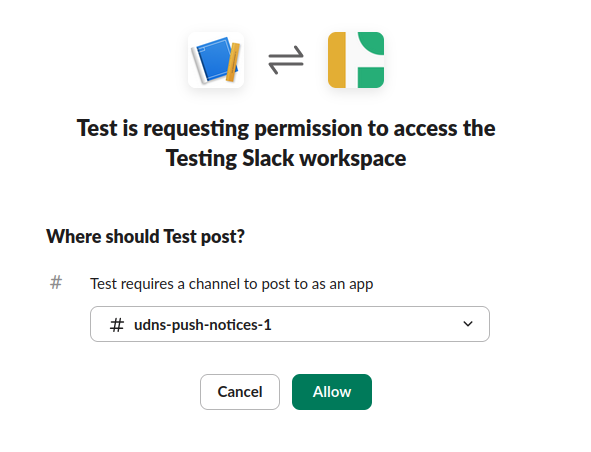 Test is requesting permission to access the
Testing Slack workspace
Where should Test post?
# Test requires a channel to post to as an app
# udns-push-notices-1
Cancel Allow